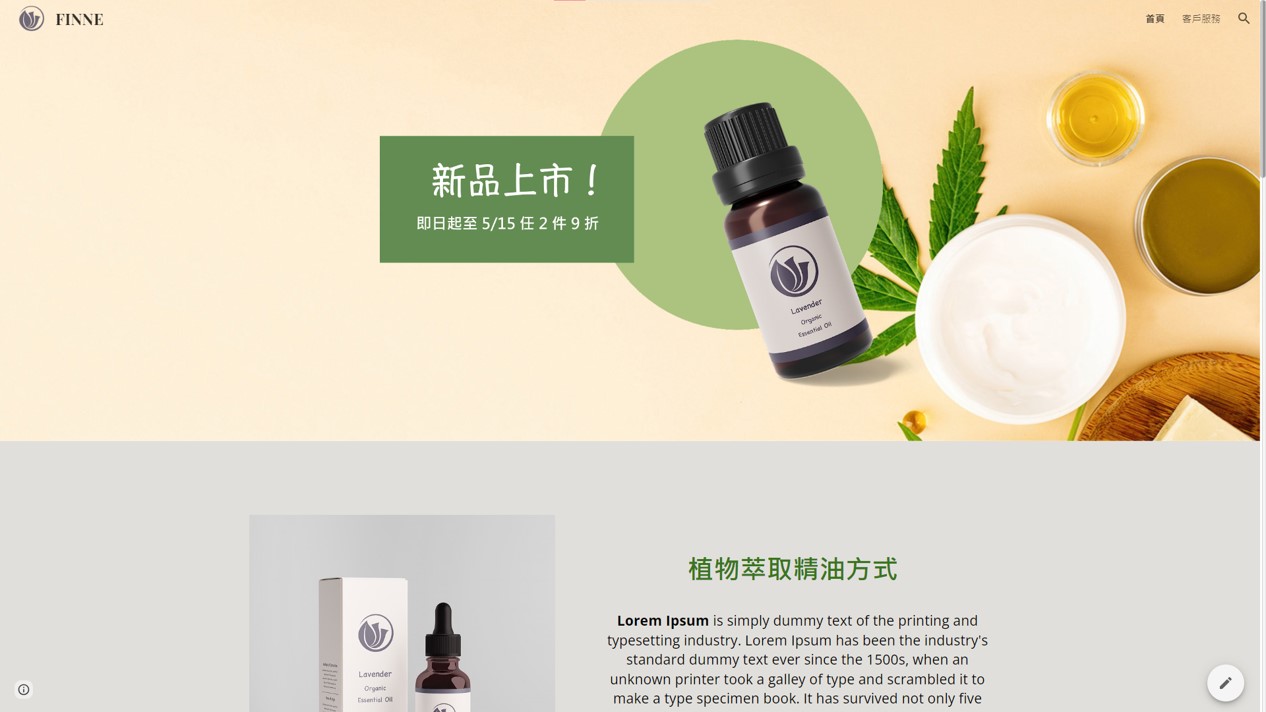 FINNE
首頁 客戶服務
新品上市！
即日起至 5/15 任 2 件 9 折
Lavender
Organic
Essential Oil
植物萃取精油方式
Lorem Ipsum is simply dummy text of the printing and
typesetting industry. Lorem Ipsum has been the industry's
standard dummy text ever since the 1500s, when an
unknown printer took a galley of type and scrambled it to
make a type specimen book. It has survived not only five
Lavender
Organic
Essential Oil